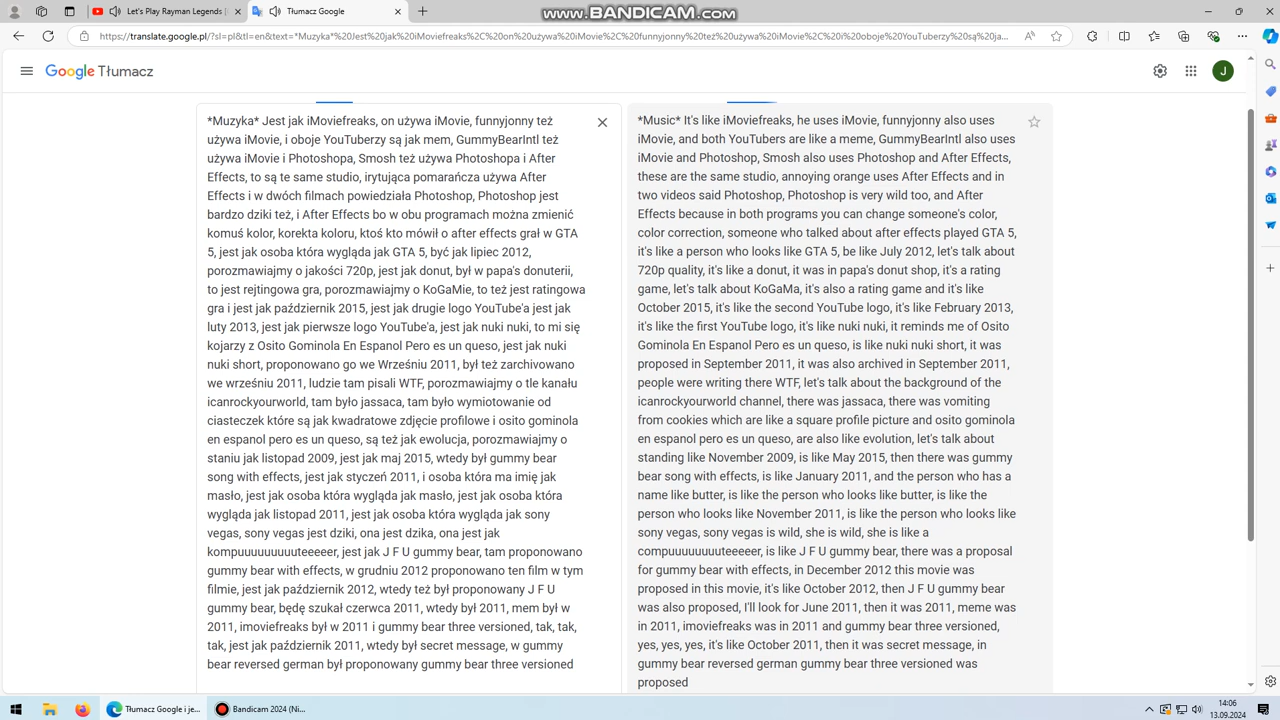 www.BANDICAM.com
Let's Play Rayman Legends [
Tłumacz Google
https://translate.google.pl/?sl=pl&tl=en&text=*Muzyka*%20Jest%20jak%20iMoviefreaks%2C%20on%20używa%20iMovie%2C%20funnyjonny%20też%20używa%20iMovie%2C%20i%20oboje%20YouTuberzy%20są%20ja...
Google Tłumacz
J
*Muzyka* Jest jak iMoviefreaks, on używa iMovie, funnyjonny też
używa iMovie, i oboje YouTuberzy są jak mem, GummyBearIntl też
używa iMovie i Photoshopa, Smosh też używa Photoshopa i After
Effects, to są te same studio, irytująca pomarańcza używa After
Effects i w dwóch filmach powiedziała Photoshop, Photoshop jest
bardzo dziki też, i After Effects bo w obu programach można zmienić
komuś kolor, korekta koloru, ktoś kto mówił o after effects grał w GTA
5, jest jak osoba która wygląda jak GTA 5, być jak lipiec 2012,
porozmawiajmy o jakości 720p, jest jak donut, był w papa's donuterii,
to jest rejtingowa gra, porozmawiajmy o KoGaMie, to też jest ratingowa
gra i jest jak październik 2015, jest jak drugie logo YouTube'a jest jak
luty 2013, jest jak pierwsze logo YouTube'a, jest jak nuki nuki, to mi się
kojarzy z Osito Gominola En Espanol Pero es un queso, jest jak nuki
nuki short, proponowano go we Wrześniu 2011, był też zarchiwowano
we wrześniu 2011, ludzie tam pisali WTF, porozmawiajmy o tle kanału
icanrockyourworld, tam było jassaca, tam było wymiotowanie od
ciasteczek które są jak kwadratowe zdjęcie profilowe i osito gominola
en espanol pero es un queso, są też jak ewolucja, porozmawiajmy o
staniu jak listopad 2009, jest jak maj 2015, wtedy był gummy bear
song with effects, jest jak styczeń 2011, i osoba która ma imię jak
masło, jest jak osoba która wygląda jak masło, jest jak osoba która
wygląda jak listopad 2011, jest jak osoba która wygląda jak sony
vegas, sony vegas jest dziki, ona jest dzika, ona jest jak
kompuuuuuuuuteeeeer, jest jak J F U gummy bear, tam proponowano
gummy bear with effects, w grudniu 2012 proponowano ten film w tym
filmie, jest jak październik 2012, wtedy też był proponowany J F U
gummy bear, będę szukał czerwca 2011, wtedy był 2011, mem był w
2011, imoviefreaks był w 2011 i gummy bear three versioned, tak, tak,
tak, jest jak październik 2011, wtedy był secret message, w gummy
bear reversed german był proponowany gummy bear three versioned
*Music* It's like iMoviefreaks, he uses iMovie, funnyjonny also uses
iMovie, and both YouTubers are like a meme, GummyBearIntl also uses
iMovie and Photoshop, Smosh also uses Photoshop and After Effects,
these are the same studio, annoying orange uses After Effects and in
two videos said Photoshop, Photoshop is very wild too, and After
Effects because in both programs you can change someone's color,
color correction, someone who talked about after effects played GTA 5,
it's like a person who looks like GTA 5, be like July 2012, let's talk about
720p quality, it's like a donut, it was in papa's donut shop, it's a rating
game, let's talk about KoGaMa, it's also a rating game and it's like
October 2015, it's like the second YouTube logo, it's like February 2013,
it's like the first YouTube logo, it's like nuki nuki, it reminds me of Osito
Gominola En Espanol Pero es un queso, is like nuki nuki short, it was
proposed in September 2011, it was also archived in September 2011,
people were writing there WTF, let's talk about the background of the
icanrockyourworld channel, there was jassaca, there was vomiting
from cookies which are like a square profile picture and osito gominola
en espanol pero es un queso, are also like evolution, let's talk about
standing like November 2009, is like May 2015, then there was gummy
bear song with effects, is like January 2011, and the person who has a
name like butter, is like the person who looks like butter, is like the
person who looks like November 2011, is like the person who looks like
sony vegas, sony vegas is wild, she is wild, she is like a
compuuuuuuuuteeeeer, is like J F U gummy bear, there was a proposal
for gummy bear with effects, in December 2012 this movie was
proposed in this movie, it's like October 2012, then J F U gummy bear
was also proposed, I'll look for June 2011, then it was 2011, meme was
in 2011, imoviefreaks was in 2011 and gummy bear three versioned,
yes, yes, yes, it's like October 2011, then it was secret message, in
gummy bear reversed german gummy bear three versioned was
proposed
Tłumacz Google i je...
Bandicam 2024 (Ni...
14:06
13.09.2024